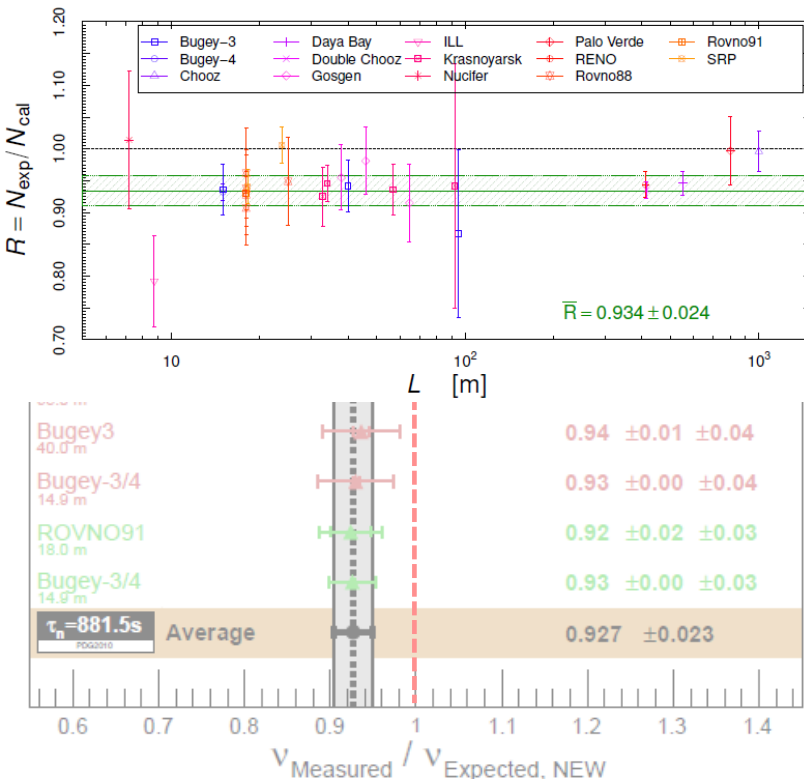 1.20
1.10
1.00
0.90
0.80
0.70
R = N_exp / N_cal
Bugey−3
Bugey−4
Chooz
Daya Bay
Double Chooz
Gosgen
ILL
Krasnoyarsk
Nucifer
Palo Verde
RENO
Rovno88
Rovno91
SRP
R̅ = 0.934 ± 0.024
10 10² 10³
L [m]
Bugey3 0.94 ±0.01 ±0.04
40.0 m
Bugey-3/4 0.93 ±0.00 ±0.04
14.9 m
ROVNO91 0.92 ±0.02 ±0.03
18.0 m
Bugey-3/4 0.93 ±0.00 ±0.03
14.9 m
τn=881.5s Average 0.927 ±0.023
PDG2010
0.6 0.7 0.8 0.9 1 1.1 1.2 1.3 1.4
ν Measured / ν Expected, NEW